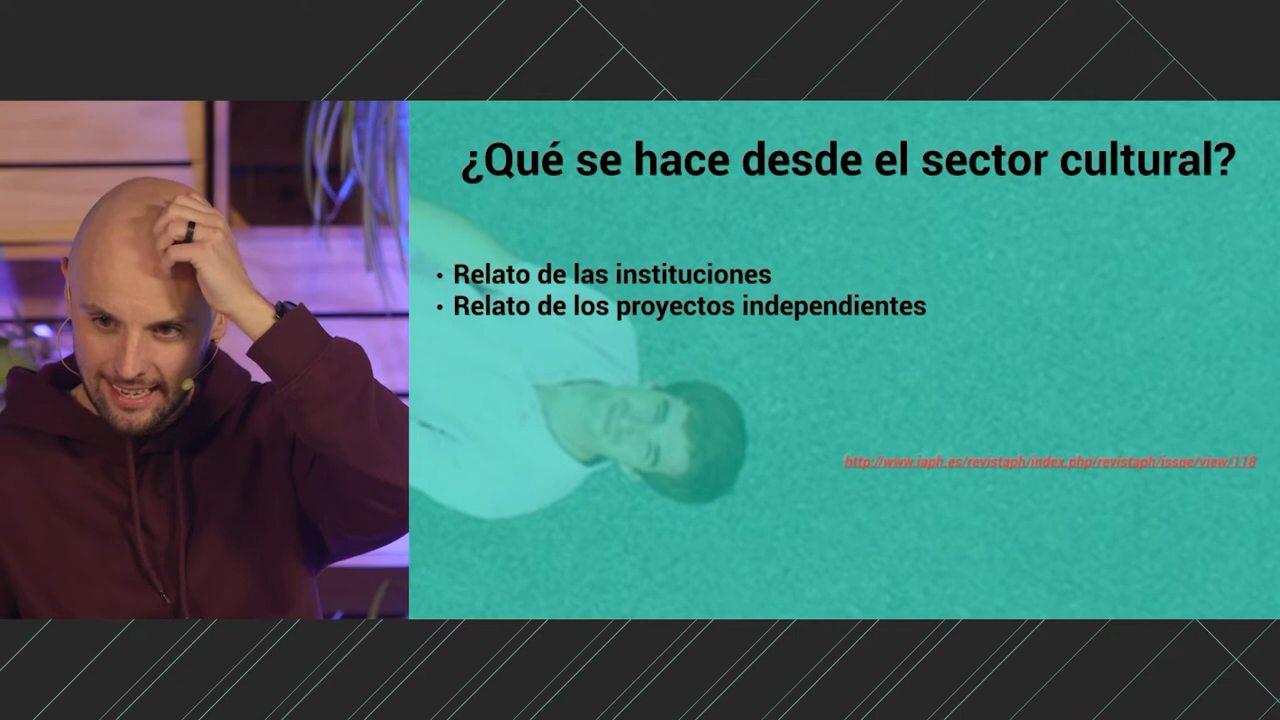 ¿Qué se hace desde el sector cultural?
• Relato de las instituciones
• Relato de los proyectos independientes
http://www.iaph.es/revistaph/index.php/revistaph/issue/view/118